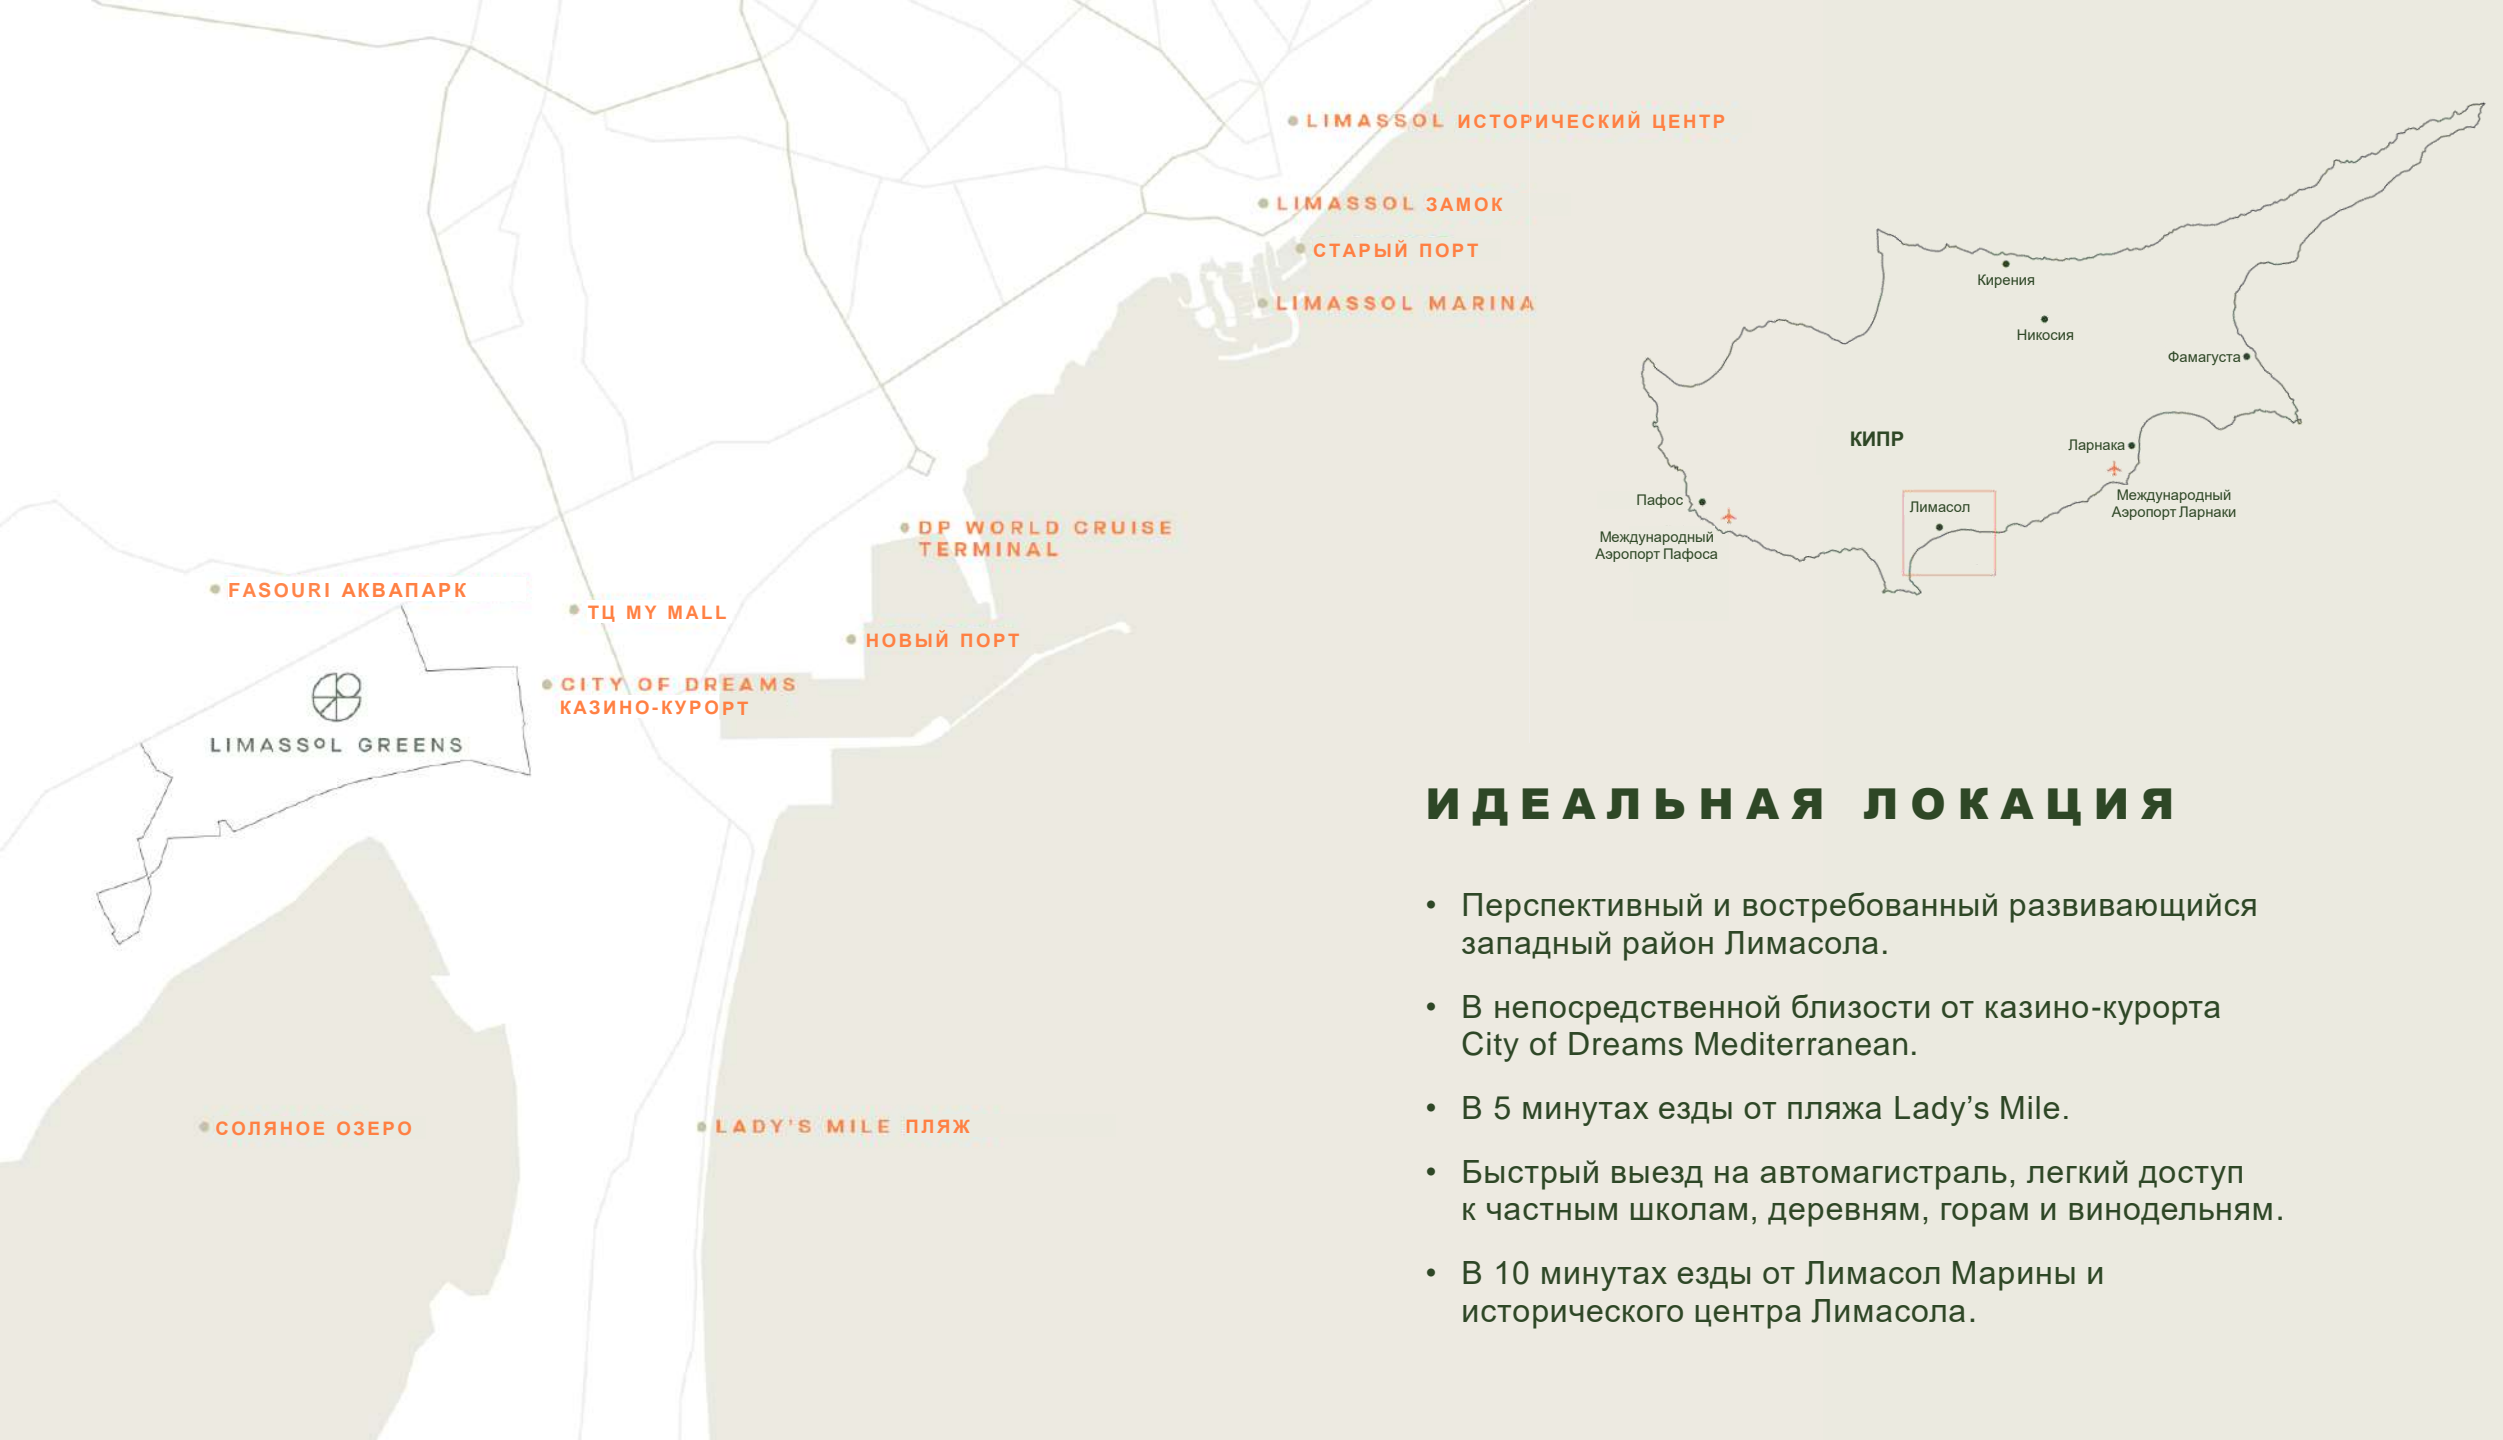 LIMASSOL ИСТОРИЧЕСКИЙ ЦЕНТР
LIMASSOL ЗАМОК
СТАРЫЙ ПОРТ
LIMASSOL MARINA
DP WORLD CRUISE
TERMINAL
FASOURI АКВАПАРК
ТЦ MY MALL
НОВЫЙ ПОРТ
CITY OF DREAMS
КАЗИНО-КУРОРТ
LIMASSOL GREENS
СОЛЯНОЕ ОЗЕРО
LADY'S MILE ПЛЯЖ
Кирения
Никосия
Фамагуста
КИПР
Ларнака
Международный
Аэропорт Ларнаки
Лимасол
Пафос
Международный
Аэропорт Пафоса
ИДЕАЛЬНАЯ ЛОКАЦИЯ
• Перспективный и востребованный развивающийся
западный район Лимасола.
• В непосредственной близости от казино-курорта
City of Dreams Mediterranean.
• В 5 минутах езды от пляжа Lady’s Mile.
• Быстрый выезд на автомагистраль, легкий доступ
к частным школам, деревням, горам и винодельням.
• В 10 минутах езды от Лимасол Марины и
исторического центра Лимасола.